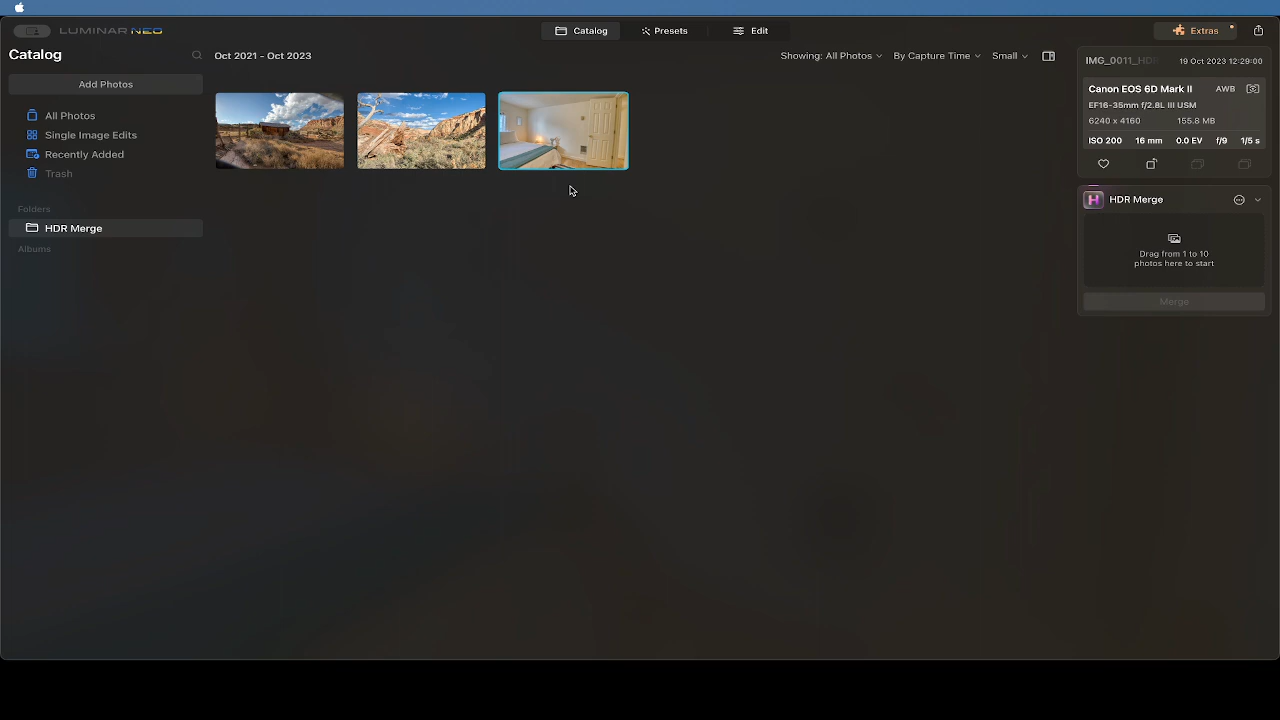 LUMINAR NEO
Catalog
Presets
Edit
Extras
Catalog
Oct 2021 - Oct 2023
Showing: All Photos
By Capture Time
Small
Add Photos
All Photos
Single Image Edits
Recently Added
Trash
Folders
HDR Merge
Albums
IMG_0011_HDR
19 Oct 2023 12:29:00
Canon EOS 6D Mark II
AWB
EF16-35mm f/2.8L III USM
6240 x 4160
155.8 MB
ISO 200
16 mm
0.0 EV
f/9
1/5 s
HDR Merge
Drag from 1 to 10
photos here to start
Merge